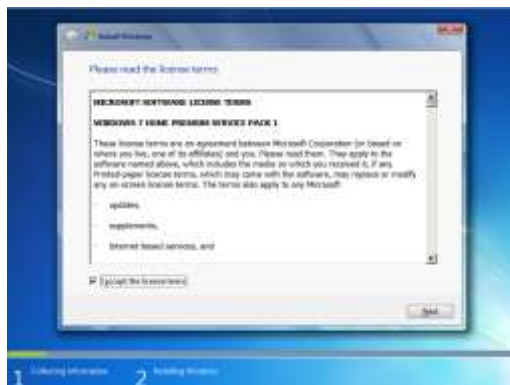 Install Windows
Please read the license terms
MICROSOFT SOFTWARE LICENSE TERMS
WINDOWS 7 HOME PREMIUM SERVICE PACK 1
These license terms are an agreement between Microsoft Corporation (or based on
where you live, one of its affiliates) and you. Please read them. They apply to the
software named above, which includes the media on which you received it, if any.
Printed-paper license terms, which may come with the software, may replace or modify
any on-screen license terms. The terms also apply to any Microsoft
updates,
supplements,
Internet-based services, and
I accept the license terms
Next
1 Collecting information
2 Installing Windows